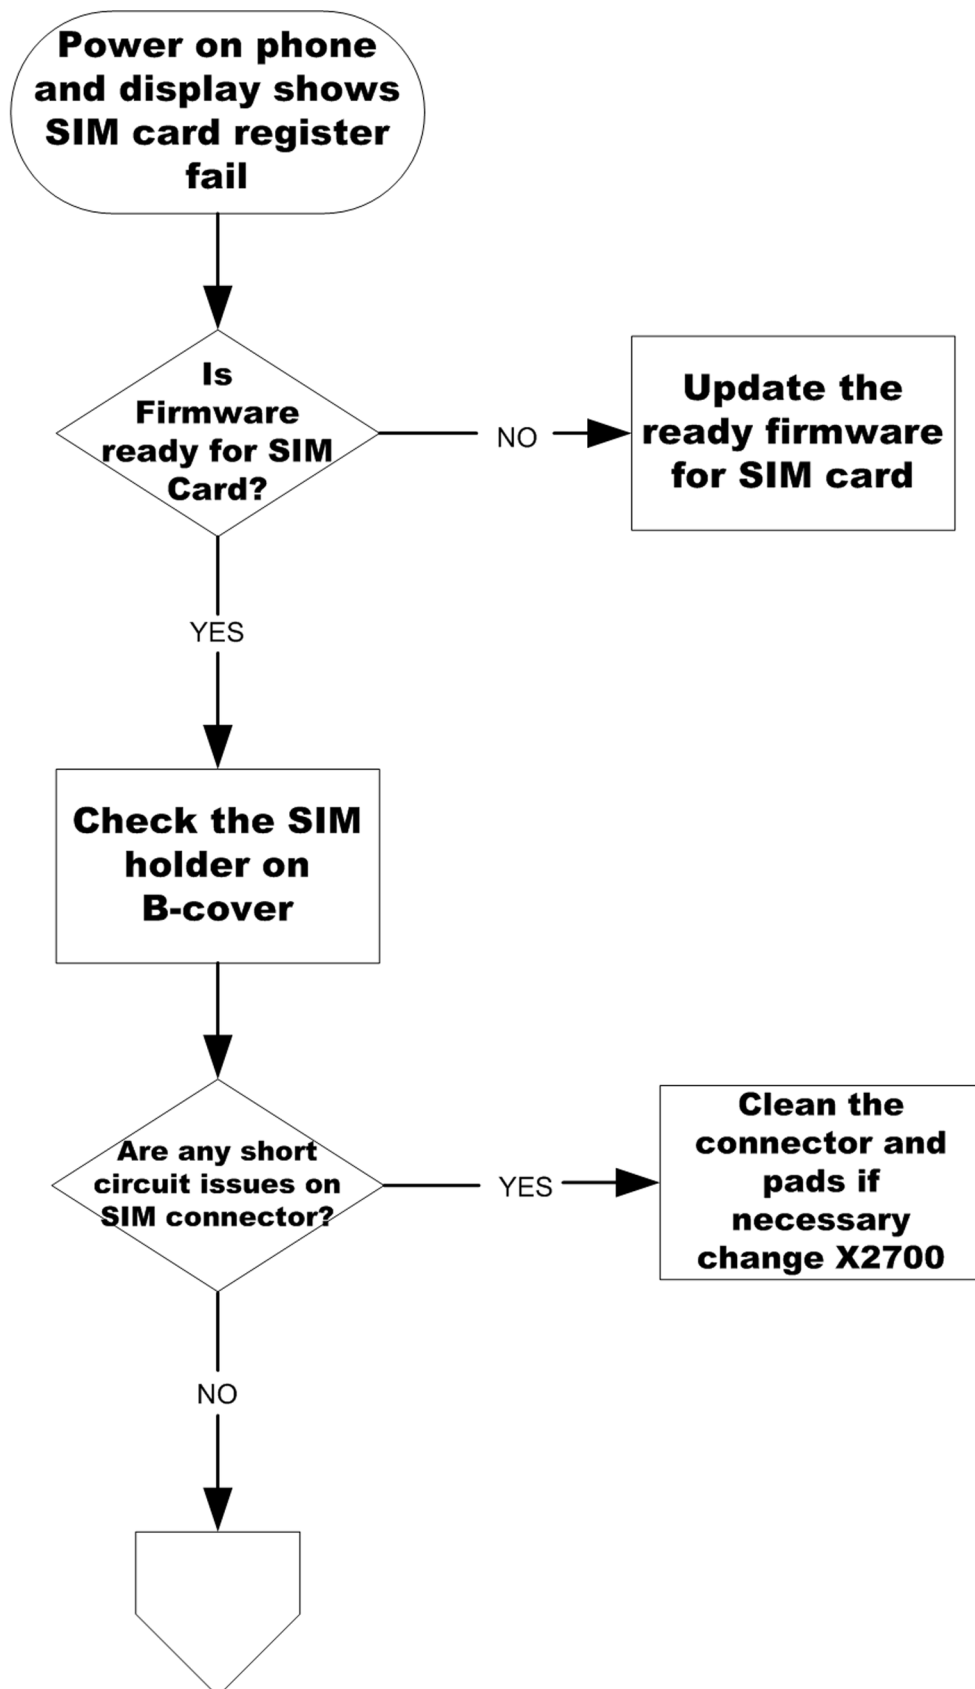 Power on phone
and display shows
SIM card register
fail
Is
Firmware
ready for SIM
Card?
NO
Update the
ready firmware
for SIM card
YES
Check the SIM
holder on
B-cover
Are any short
circuit issues on
SIM connector?
YES
Clean the
connector and
pads if
necessary
change X2700
NO